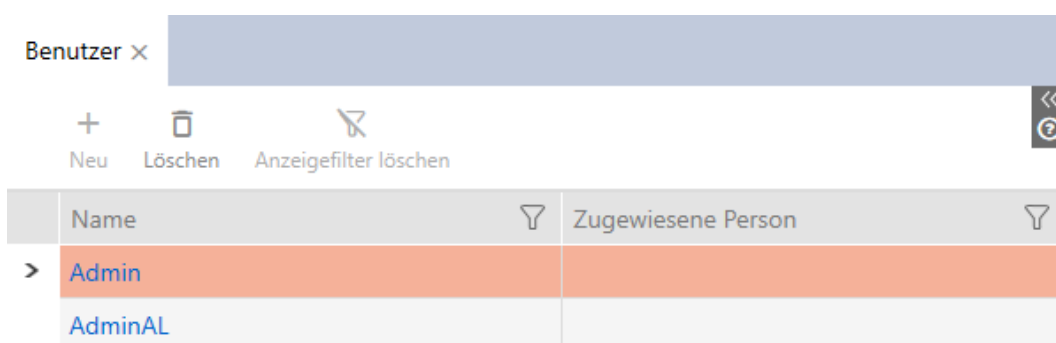 Benutzer
Neu Löschen Anzeigefilter löschen
Name Zugewiesene Person
Admin
AdminAL